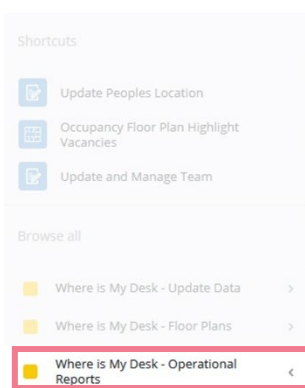 Shortcuts
Update Peoples Location
Occupancy Floor Plan Highlight
Vacancies
Update and Manage Team
Browse all
Where is My Desk - Update Data
Where is My Desk - Floor Plans
Where is My Desk - Operational
Reports